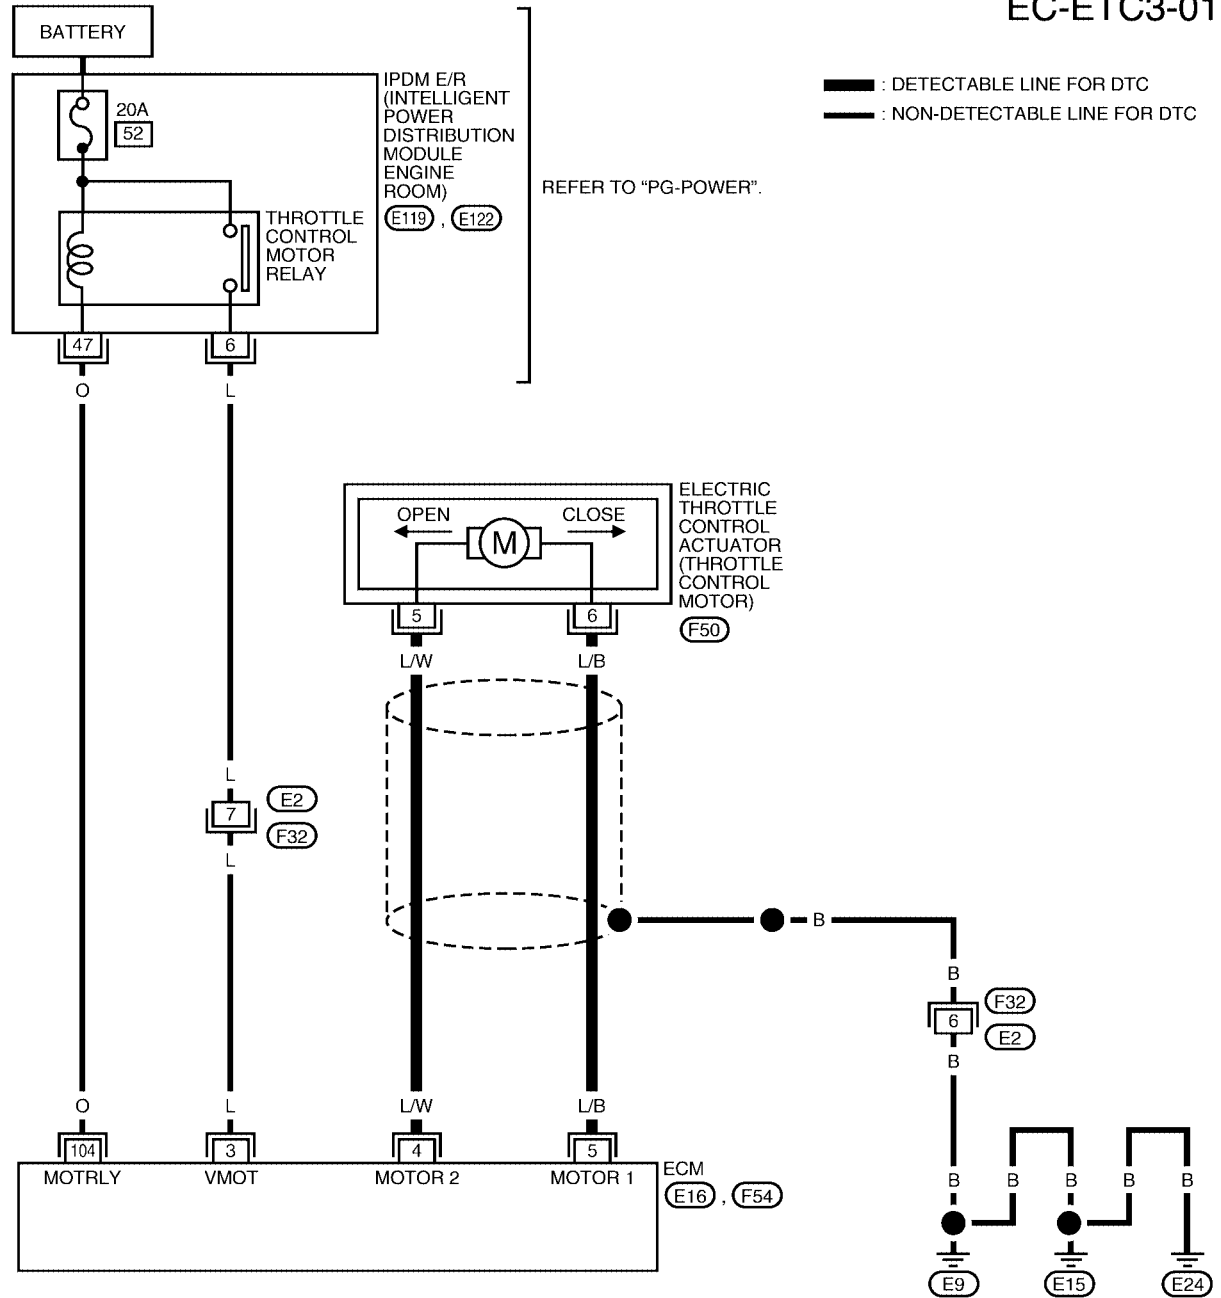 EC-ETC3-01
BATTERY
: DETECTABLE LINE FOR DTC
: NON-DETECTABLE LINE FOR DTC
20A
52
IPDM E/R
(INTELLIGENT
POWER
DISTRIBUTION
MODULE
ENGINE
ROOM)
E119 , E122
REFER TO “PG-POWER”.
THROTTLE
CONTROL
MOTOR
RELAY
47 6
O L
ELECTRIC
THROTTLE
CONTROL
ACTUATOR
(THROTTLE
CONTROL
MOTOR)
F50
OPEN CLOSE
M
5 6
L/W L/B
L
7
E2
F32
L
B
B
6
F32
E2
B
O L L/W L/B
104 3 4 5
MOTRLY VMOT MOTOR 2 MOTOR 1
ECM
E16 , F54
B B B B B
E9 E15 E24